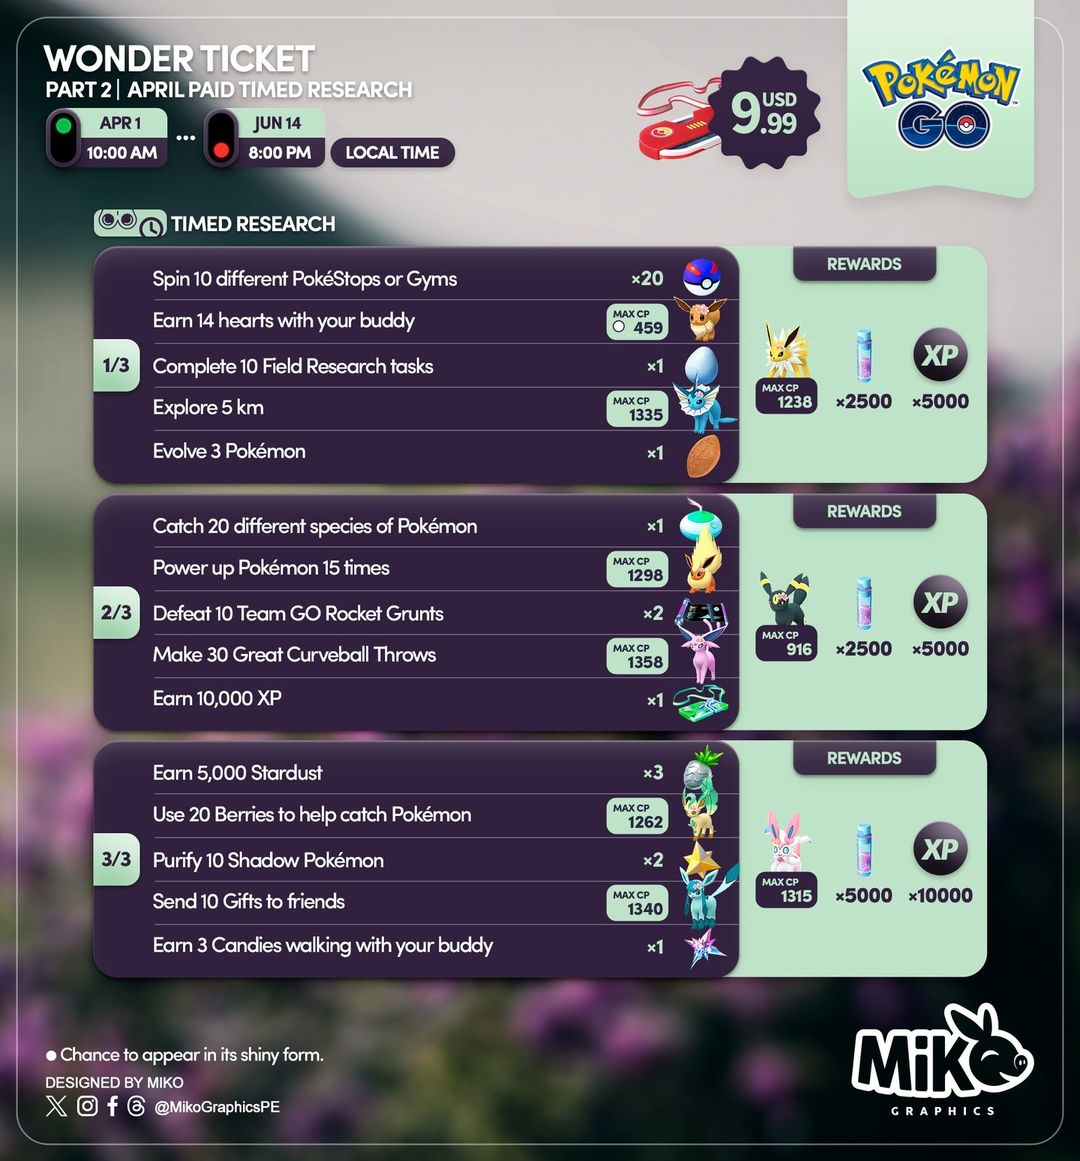 WONDER TICKET
PART 2 | APRIL PAID TIMED RESEARCH
APR 1
10:00 AM
...
JUN 14
8:00 PM
LOCAL TIME
9.99 USD
POKÉMON
GO
TIMED RESEARCH
1/3
Spin 10 different PokéStops or Gyms ×20
Earn 14 hearts with your buddy MAX CP 459
Complete 10 Field Research tasks ×1
Explore 5 km MAX CP 1335
Evolve 3 Pokémon ×1
REWARDS
MAX CP 1238
×2500
XP
×5000
2/3
Catch 20 different species of Pokémon ×1
Power up Pokémon 15 times MAX CP 1298
Defeat 10 Team GO Rocket Grunts ×2
Make 30 Great Curveball Throws MAX CP 1358
Earn 10,000 XP ×1
REWARDS
MAX CP 916
×2500
XP
×5000
3/3
Earn 5,000 Stardust ×3
Use 20 Berries to help catch Pokémon MAX CP 1262
Purify 10 Shadow Pokémon ×2
Send 10 Gifts to friends MAX CP 1340
Earn 3 Candies walking with your buddy ×1
REWARDS
MAX CP 1315
×5000
XP
×10000
Chance to appear in its shiny form.
DESIGNED BY MIKO
@MikoGraphicsPE
MiKO
GRAPHICS